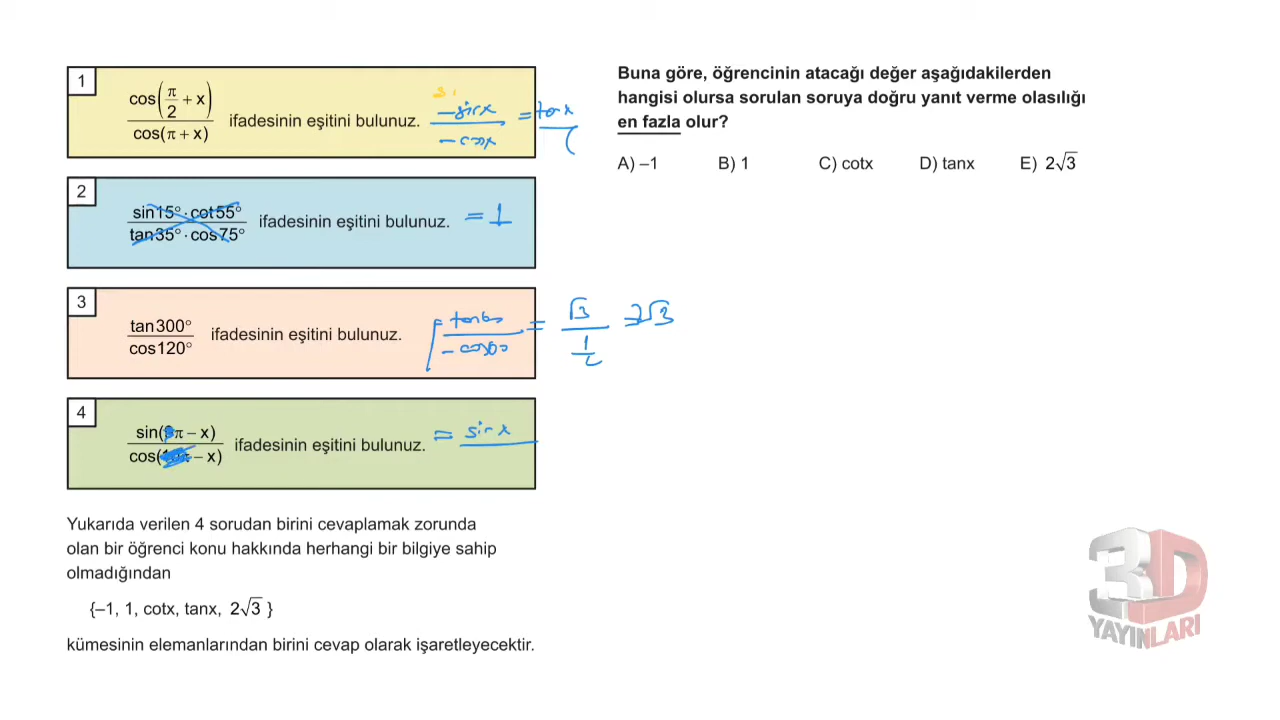 1
cos(π/2 + x) / cos(π + x) ifadesinin eşitini bulunuz. -sinx / -cosx = tanx
2
sin15° · cot55° / tan35° · cos75° ifadesinin eşitini bulunuz. = 1
3
tan300° / cos120° ifadesinin eşitini bulunuz. = √3 / 1/2 = 2√3
4
sin( π – x) / cos( – x) ifadesinin eşitini bulunuz. = sinx
Yukarıda verilen 4 sorudan birini cevaplamak zorunda
olan bir öğrenci konu hakkında herhangi bir bilgiye sahip
olmadığından
{–1, 1, cotx, tanx, 2√3 }
kümesinin elemanlarından birini cevap olarak işaretleyecektir.
Buna göre, öğrencinin atacağı değer aşağıdakilerden
hangisi olursa sorulan soruya doğru yanıt verme olasılığı
en fazla olur?
A) –1 B) 1 C) cotx D) tanx E) 2√3
3D
YAYINLARI